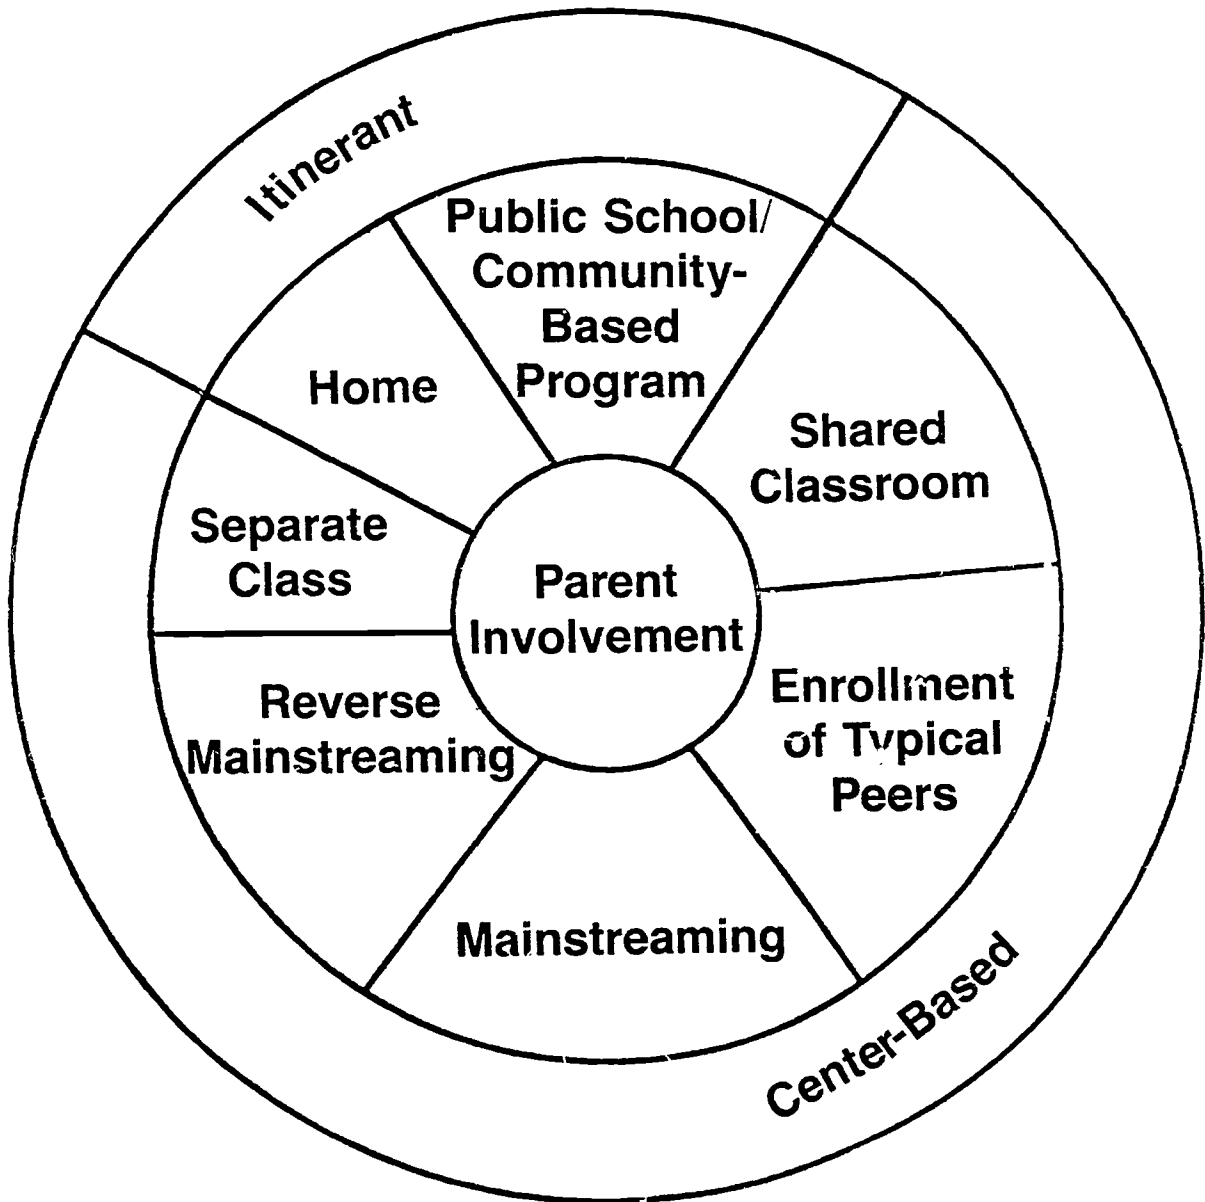 Itinerant
Public School/
Community-
Based
Program
Home
Shared
Classroom
Separate
Class
Parent
Involvement
Enrollment
of Typical
Peers
Reverse
Mainstreaming
Mainstreaming
Center-Based